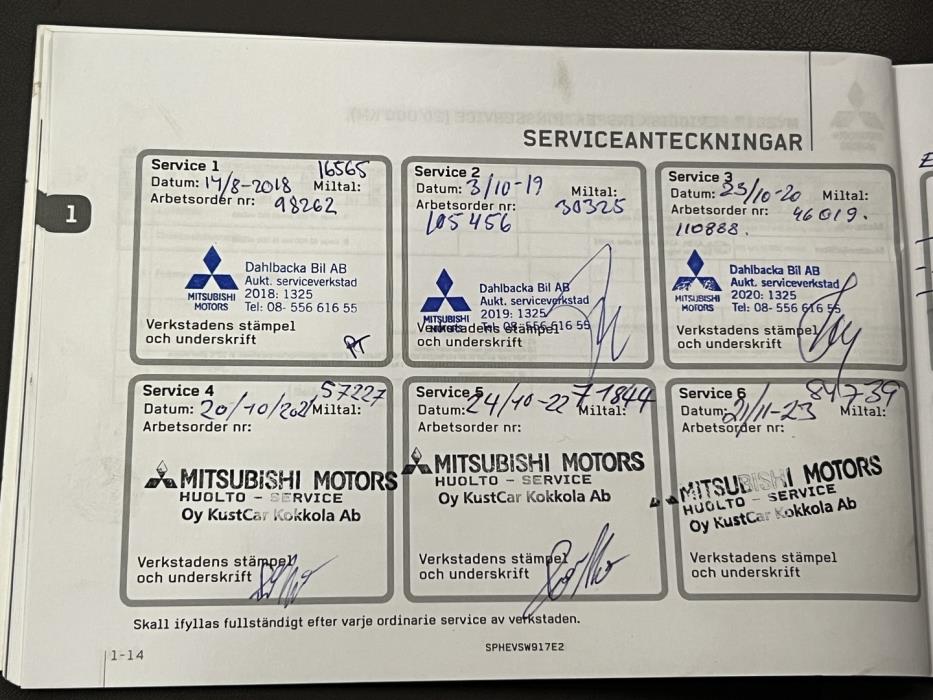 SERVICEANTECKNINGAR
1
Service 1 16565
Datum: 14/8-2018 Miltal:
Arbetsorder nr: 98262
MITSUBISHI
MOTORS
Dahlbacka Bil AB
Aukt. serviceverkstad
2018: 1325
Tel: 08- 556 616 55
Verkstadens stämpel
och underskrift
Service 2
Datum: 3/10-19 Miltal:
Arbetsorder nr: 30325
105456
MITSUBISHI
MOTORS
Dahlbacka Bil AB
Aukt. serviceverkstad
2019: 1325
Tel: 08-556 616 55
Verkstadens stämpel
och underskrift
Service 3
Datum: 23/10-20 Miltal:
Arbetsorder nr: 46019.
110888.
MITSUBISHI
MOTORS
Dahlbacka Bil AB
Aukt. serviceverkstad
2020: 1325
Tel: 08- 556 616 55
Verkstadens stämpel
och underskrift
Service 4 57227
Datum: 20/10/2021 Miltal:
Arbetsorder nr:
MITSUBISHI MOTORS
HUOLTO - SERVICE
Oy KustCar Kokkola Ab
Verkstadens stämpel
och underskrift
Service 5 71844
Datum: 24/10-22 Miltal:
Arbetsorder nr:
MITSUBISHI MOTORS
HUOLTO - SERVICE
Oy KustCar Kokkola Ab
Verkstadens stämpel
och underskrift
Service 6 84739
Datum: 21/11-23 Miltal:
Arbetsorder nr:
MITSUBISHI MOTORS
HUOLTO - SERVICE
Oy KustCar Kokkola Ab
Verkstadens stämpel
och underskrift
Skall ifyllas fullständigt efter varje ordinarie service av verkstaden.
1-14
SPHEVSW917E2